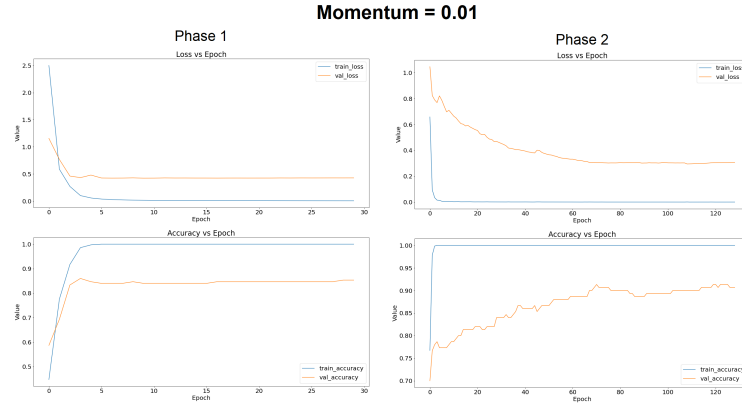 Momentum = 0.01
Phase 1
Phase 2
Loss vs Epoch
train_loss
val_loss
2.5
2.0
1.5
1.0
0.5
0.0
Value
0 5 10 15 20 25 30
Epoch
Loss vs Epoch
train_loss
val_loss
1.0
0.8
0.6
0.4
0.2
0.0
Value
0 20 40 60 80 100 120
Epoch
Accuracy vs Epoch
1.0
0.9
0.8
0.7
0.6
0.5
Value
train_accuracy
val_accuracy
0 5 10 15 20 25 30
Epoch
Accuracy vs Epoch
1.00
0.95
0.90
0.85
0.80
0.75
0.70
Value
train_accuracy
val_accuracy
0 20 40 60 80 100 120
Epoch